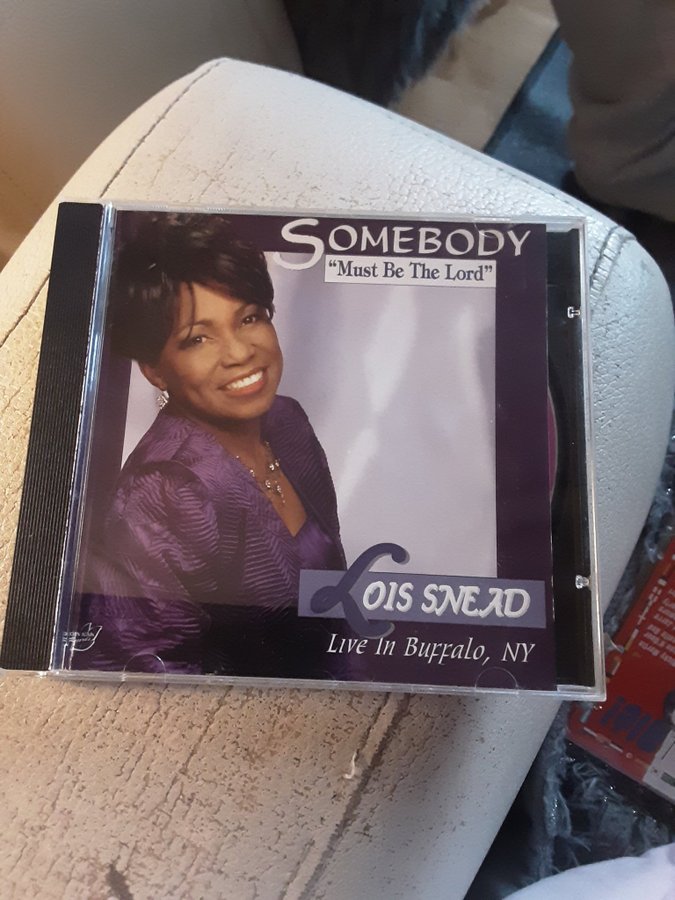 SOMEBODY
"Must Be The Lord"
LOIS SNEAD
Live In Buffalo, NY